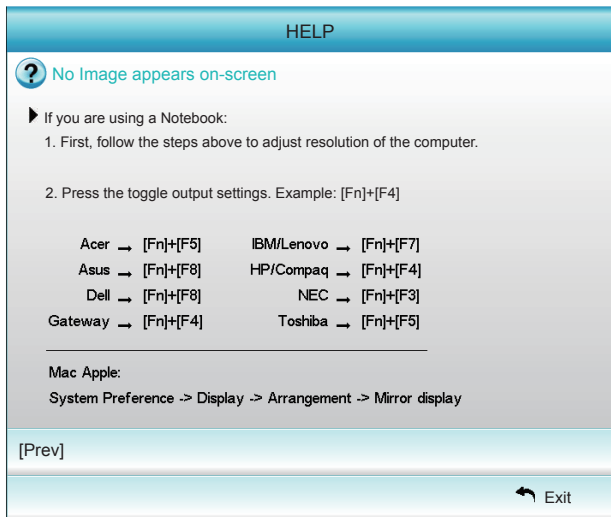 HELP
? No Image appears on-screen
If you are using a Notebook:
1. First, follow the steps above to adjust resolution of the computer.
2. Press the toggle output settings. Example: [Fn]+[F4]
Acer → [Fn]+[F5] IBM/Lenovo → [Fn]+[F7]
Asus → [Fn]+[F8] HP/Compaq → [Fn]+[F4]
Dell → [Fn]+[F8] NEC → [Fn]+[F3]
Gateway → [Fn]+[F4] Toshiba → [Fn]+[F5]
Mac Apple:
System Preference -> Display -> Arrangement -> Mirror display
[Prev]
Exit